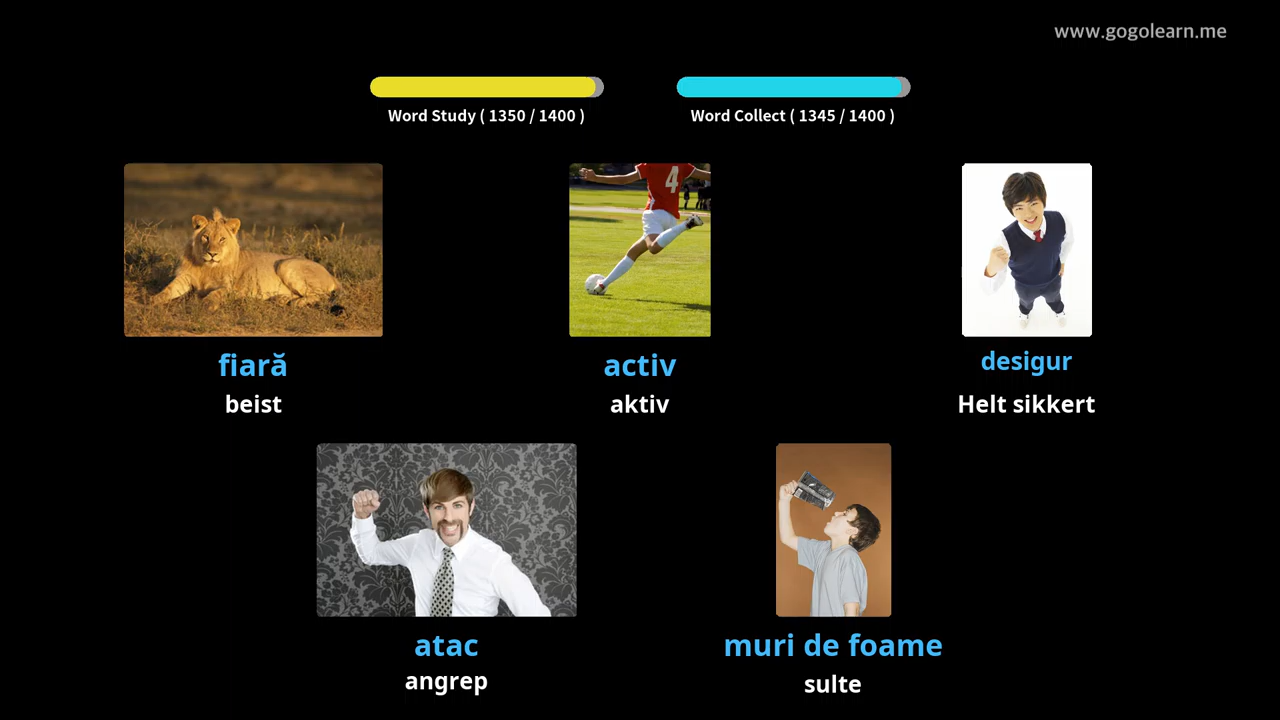 www.gogolearn.me
Word Study ( 1350 / 1400 )
Word Collect ( 1345 / 1400 )
4
fiară
activ
desigur
beist
aktiv
Helt sikkert
atac
muri de foame
angrep
sulte